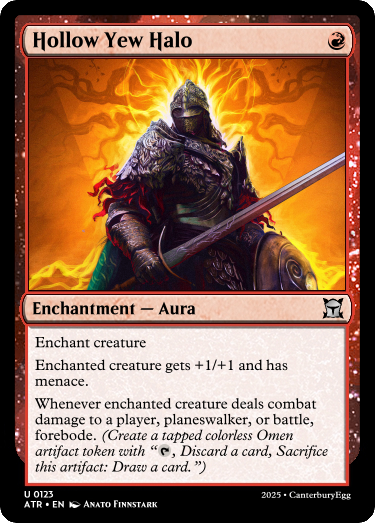 Hollow Yew Halo
Enchantment — Aura
Enchant creature
Enchanted creature gets +1/+1 and has
menace.
Whenever enchanted creature deals combat
damage to a player, planeswalker, or battle,
forebode. (Create a tapped colorless Omen
artifact token with “, Discard a card, Sacrifice
this artifact: Draw a card.”)
U 0123
ATR • EN Anato Finnstark
2025 • CanterburyEgg